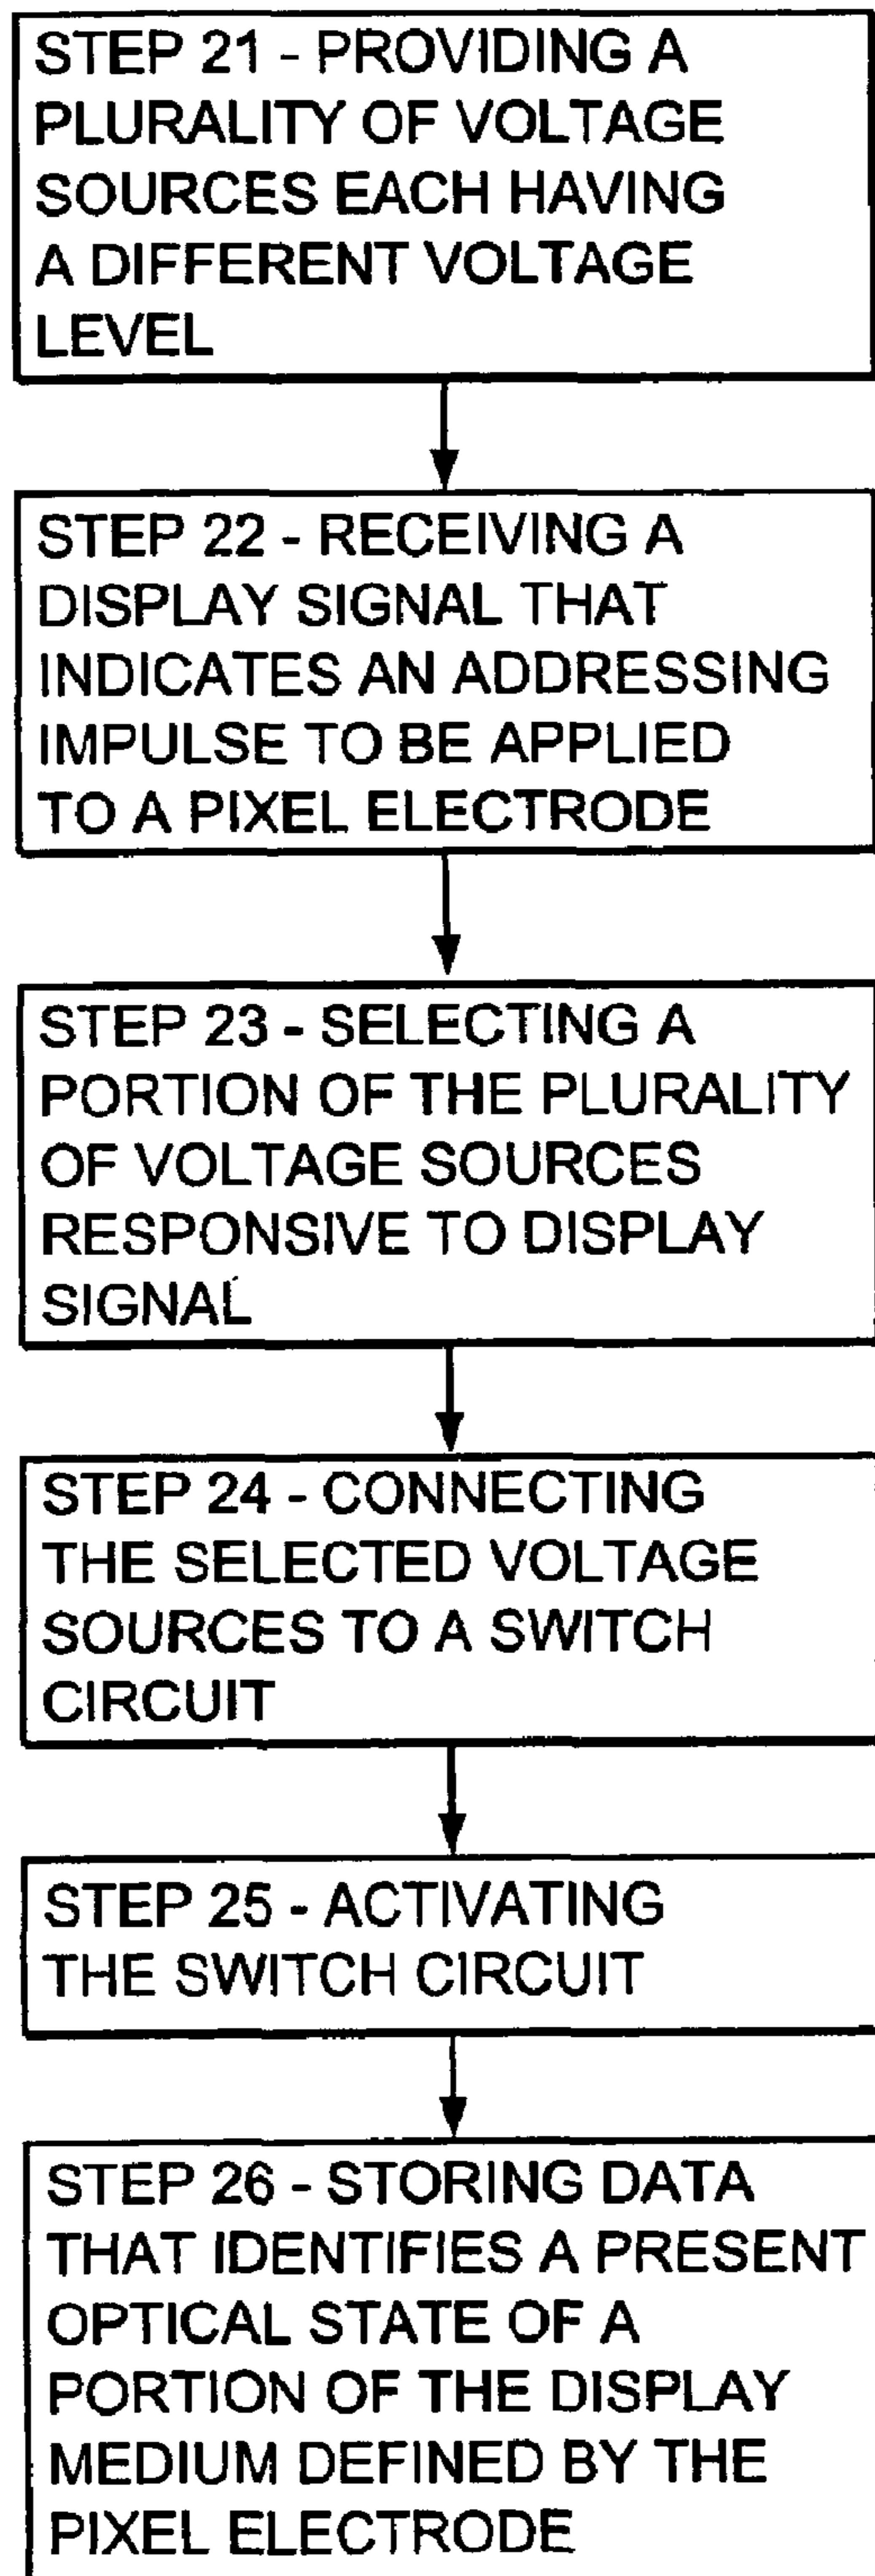 STEP 21 - PROVIDING A
PLURALITY OF VOLTAGE
SOURCES EACH HAVING
A DIFFERENT VOLTAGE
LEVEL
STEP 22 - RECEIVING A
DISPLAY SIGNAL THAT
INDICATES AN ADDRESSING
IMPULSE TO BE APPLIED
TO A PIXEL ELECTRODE
STEP 23 - SELECTING A
PORTION OF THE PLURALITY
OF VOLTAGE SOURCES
RESPONSIVE TO DISPLAY
SIGNAL
STEP 24 - CONNECTING
THE SELECTED VOLTAGE
SOURCES TO A SWITCH
CIRCUIT
STEP 25 - ACTIVATING
THE SWITCH CIRCUIT
STEP 26 - STORING DATA
THAT IDENTIFIES A PRESENT
OPTICAL STATE OF A
PORTION OF THE DISPLAY
MEDIUM DEFINED BY THE
PIXEL ELECTRODE